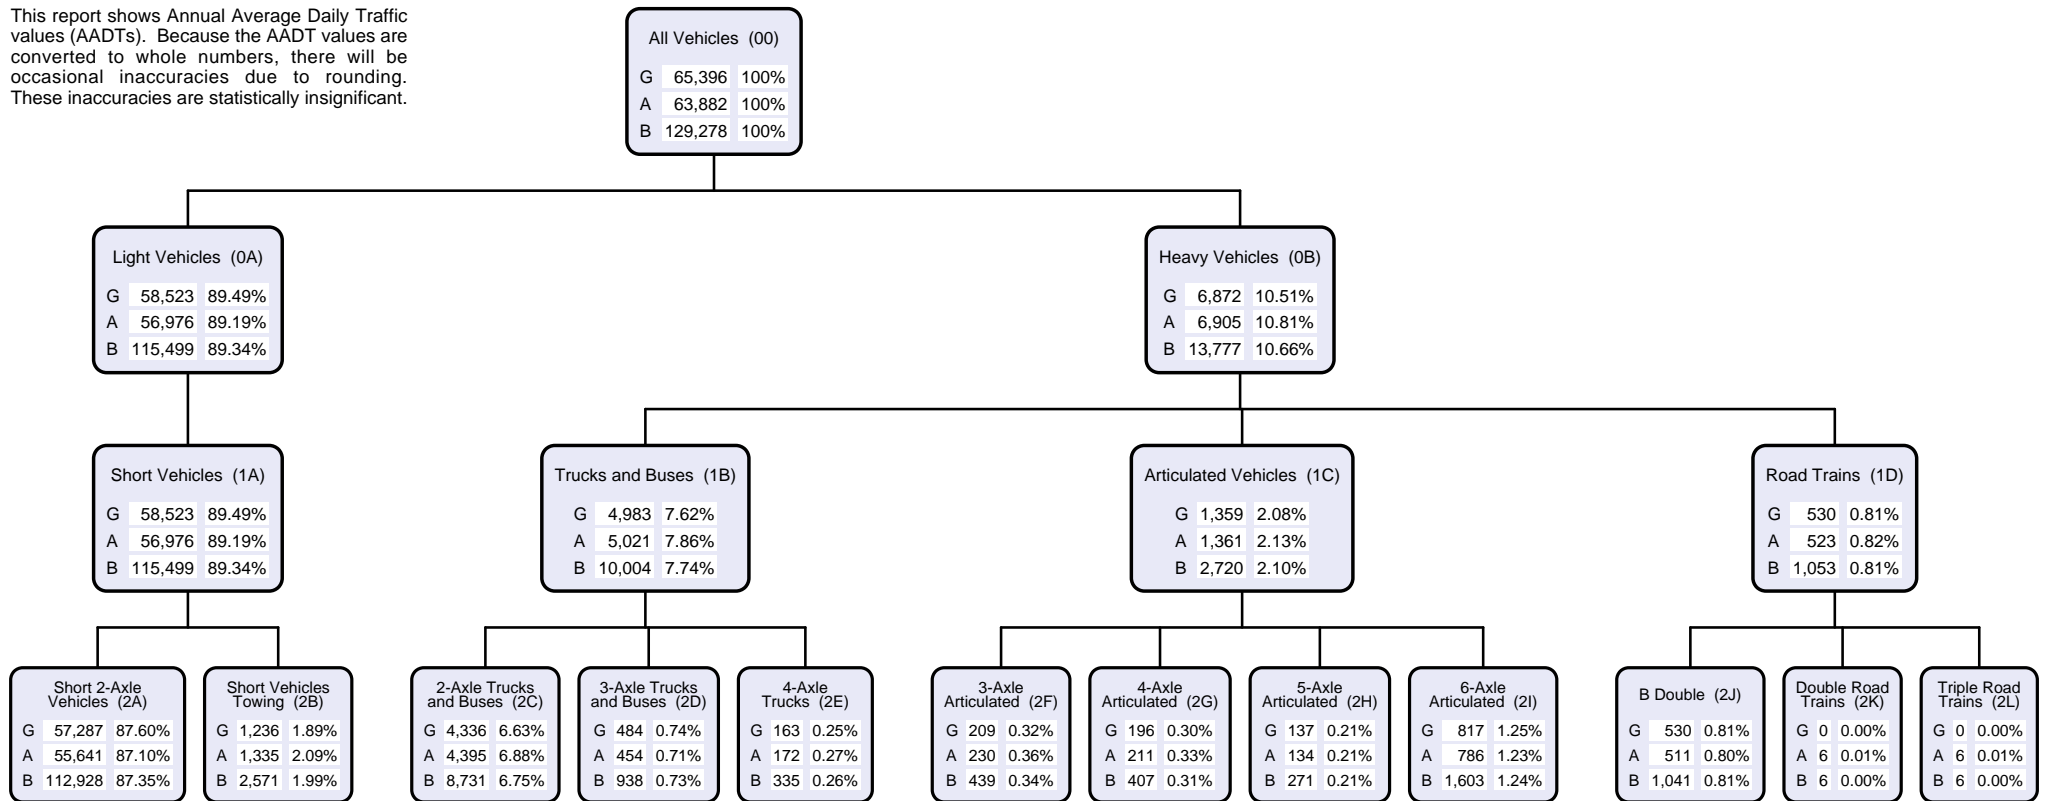 This report shows Annual Average Daily Traffic
values (AADTs). Because the AADT values are
converted to whole numbers, there will be
occasional inaccuracies due to rounding.
These inaccuracies are statistically insignificant.
All Vehicles (00)
G 65,396 100%
A 63,882 100%
B 129,278 100%
Light Vehicles (0A)
G 58,523 89.49%
A 56,976 89.19%
B 115,499 89.34%
Heavy Vehicles (0B)
G 6,872 10.51%
A 6,905 10.81%
B 13,777 10.66%
Short Vehicles (1A)
G 58,523 89.49%
A 56,976 89.19%
B 115,499 89.34%
Trucks and Buses (1B)
G 4,983 7.62%
A 5,021 7.86%
B 10,004 7.74%
Articulated Vehicles (1C)
G 1,359 2.08%
A 1,361 2.13%
B 2,720 2.10%
Road Trains (1D)
G 530 0.81%
A 523 0.82%
B 1,053 0.81%
Short 2-Axle
Vehicles (2A)
G 57,287 87.60%
A 55,641 87.10%
B 112,928 87.35%
Short Vehicles
Towing (2B)
G 1,236 1.89%
A 1,335 2.09%
B 2,571 1.99%
2-Axle Trucks
and Buses (2C)
G 4,336 6.63%
A 4,395 6.88%
B 8,731 6.75%
3-Axle Trucks
and Buses (2D)
G 484 0.74%
A 454 0.71%
B 938 0.73%
4-Axle
Trucks (2E)
G 163 0.25%
A 172 0.27%
B 335 0.26%
3-Axle
Articulated (2F)
G 209 0.32%
A 230 0.36%
B 439 0.34%
4-Axle
Articulated (2G)
G 196 0.30%
A 211 0.33%
B 407 0.31%
5-Axle
Articulated (2H)
G 137 0.21%
A 134 0.21%
B 271 0.21%
6-Axle
Articulated (2I)
G 817 1.25%
A 786 1.23%
B 1,603 1.24%
B Double (2J)
G 530 0.81%
A 511 0.80%
B 1,041 0.81%
Double Road
Trains (2K)
G 0 0.00%
A 6 0.01%
B 6 0.00%
Triple Road
Trains (2L)
G 0 0.00%
A 6 0.01%
B 6 0.00%